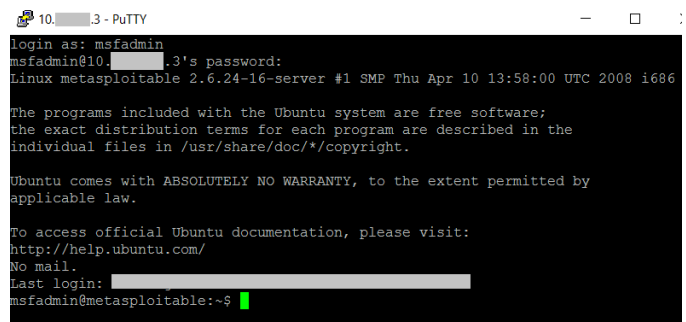 10. .3 - PuTTY
login as: msfadmin
msfadmin@10. .3's password:
Linux metasploitable 2.6.24-16-server #1 SMP Thu Apr 10 13:58:00 UTC 2008 i686
The programs included with the Ubuntu system are free software;
the exact distribution terms for each program are described in the
individual files in /usr/share/doc/*/copyright.
Ubuntu comes with ABSOLUTELY NO WARRANTY, to the extent permitted by
applicable law.
To access official Ubuntu documentation, please visit:
http://help.ubuntu.com/
No mail.
Last login:
msfadmin@metasploitable:~$